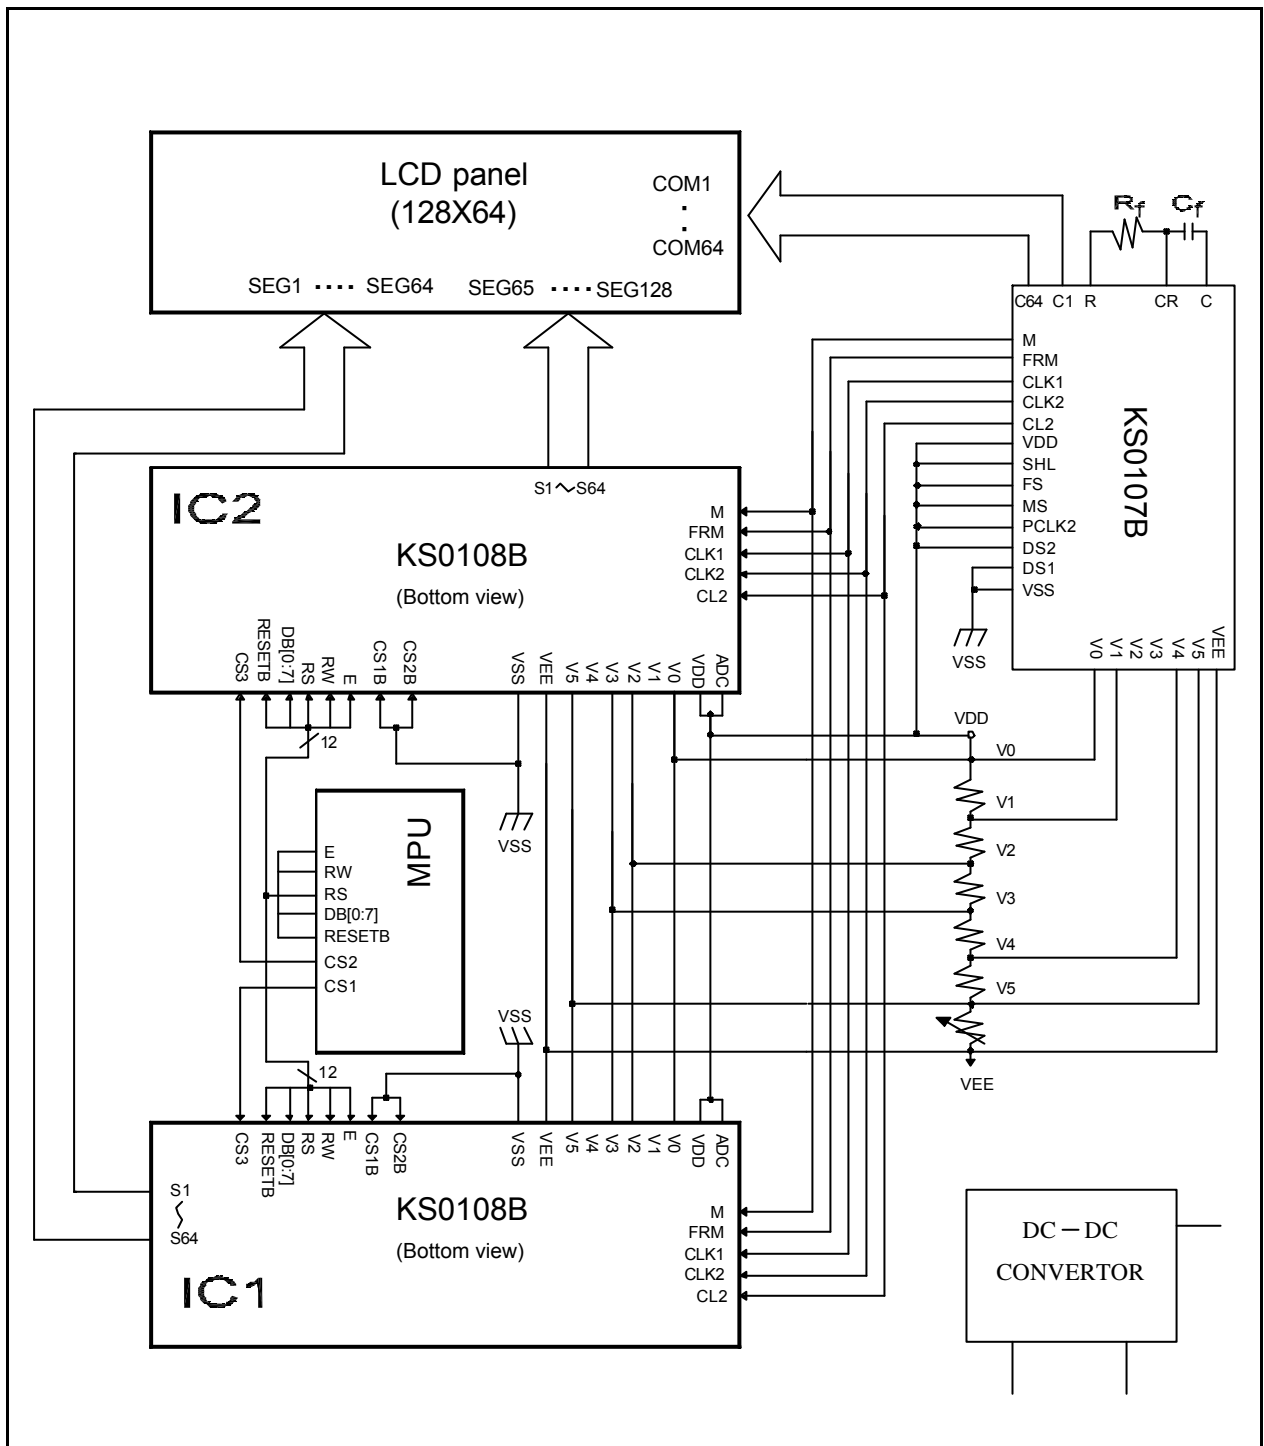 LCD panel
(128X64)
COM1
:
COM64
SEG1 ···· SEG64 SEG65 ···· SEG128
Rf Cf
C64 C1 R CR C
M
FRM
CLK1
CLK2
CL2
VDD
SHL
FS
MS
PCLK2
DS2
DS1
VSS
KS0107B
V0 V1 V2 V3 V4 V5 VEE
VSS
IC2
S1~S64
KS0108B
(Bottom view)
M
FRM
CLK1
CLK2
CL2
CS3 RESETB DB[0:7] RS RW E CS1B CS2B VSS VEE V5 V4 V3 V2 V1 V0 VDD ADC
12
VSS
VDD
V0
V1
V2
V3
V4
V5
VEE
MPU
E
RW
RS
DB[0:7]
RESETB
CS2
CS1
VSS
12
CS3 RESETB DB[0:7] RS RW E CS1B CS2B VSS VEE V5 V4 V3 V2 V1 V0 VDD ADC
S1
~
S64
KS0108B
(Bottom view)
IC1
M
FRM
CLK1
CLK2
CL2
DC－DC
CONVERTOR